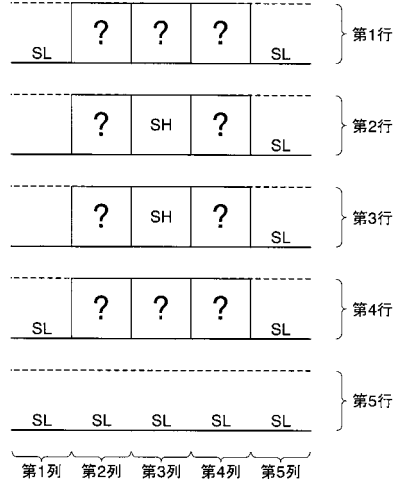 ? ? ?
SL SL
第1行
? SH ?
SL
第2行
? SH ?
SL
第3行
? ? ?
SL SL
第4行
SL SL SL SL SL
第5行
第1列 第2列 第3列 第4列 第5列